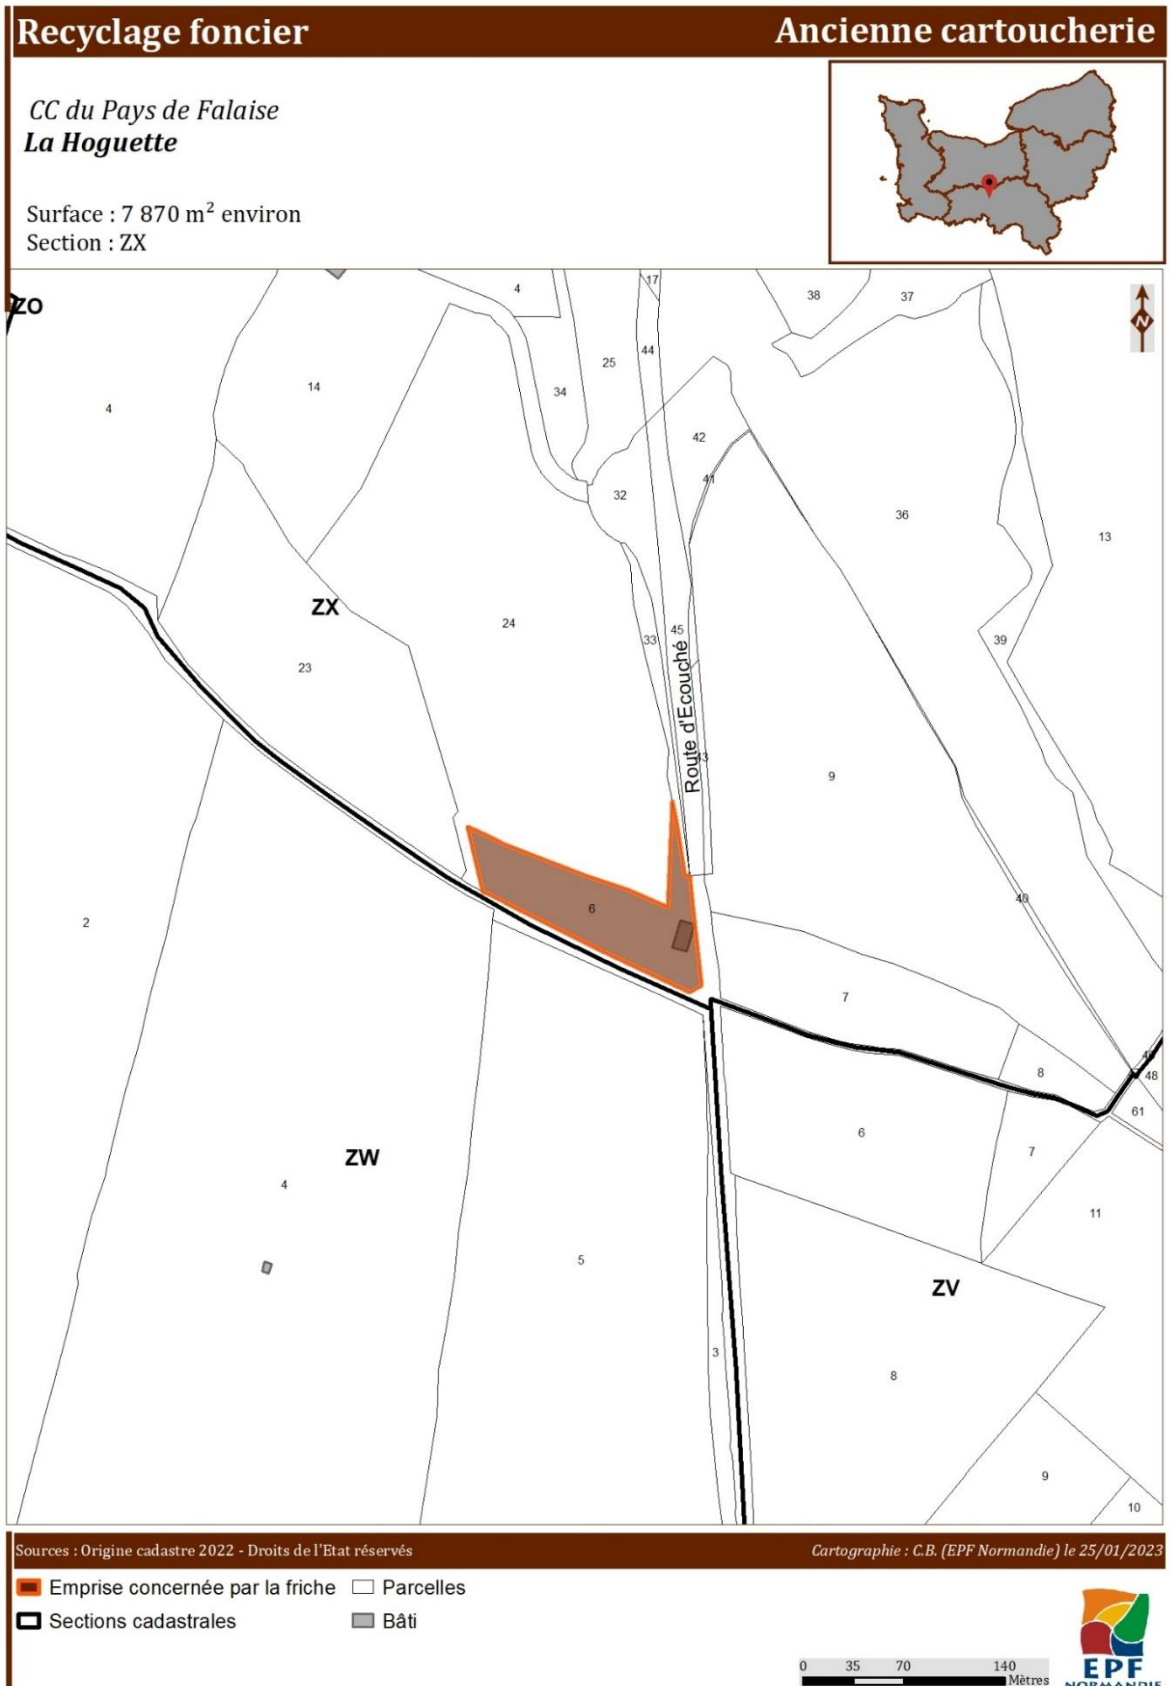 Recyclage foncier
Ancienne cartoucherie
CC du Pays de Falaise
La Hoguette
Surface : 7 870 m² environ
Section : ZX
ZO
4
17
38
37
N
44
25
14
34
4
42
41
32
36
13
ZX
24
45
33
39
23
Route d'Ecouché
43
9
40
6
2
7
8
48
61
6
7
ZW
4
11
5
ZV
3
8
9
10
Sources : Origine cadastre 2022 - Droits de l'Etat réservés
Cartographie : C.B. (EPF Normandie) le 25/01/2023
Emprise concernée par la friche
Parcelles
Sections cadastrales
Bâti
0 35 70 140
Mètres
EPF
NORMANDIE